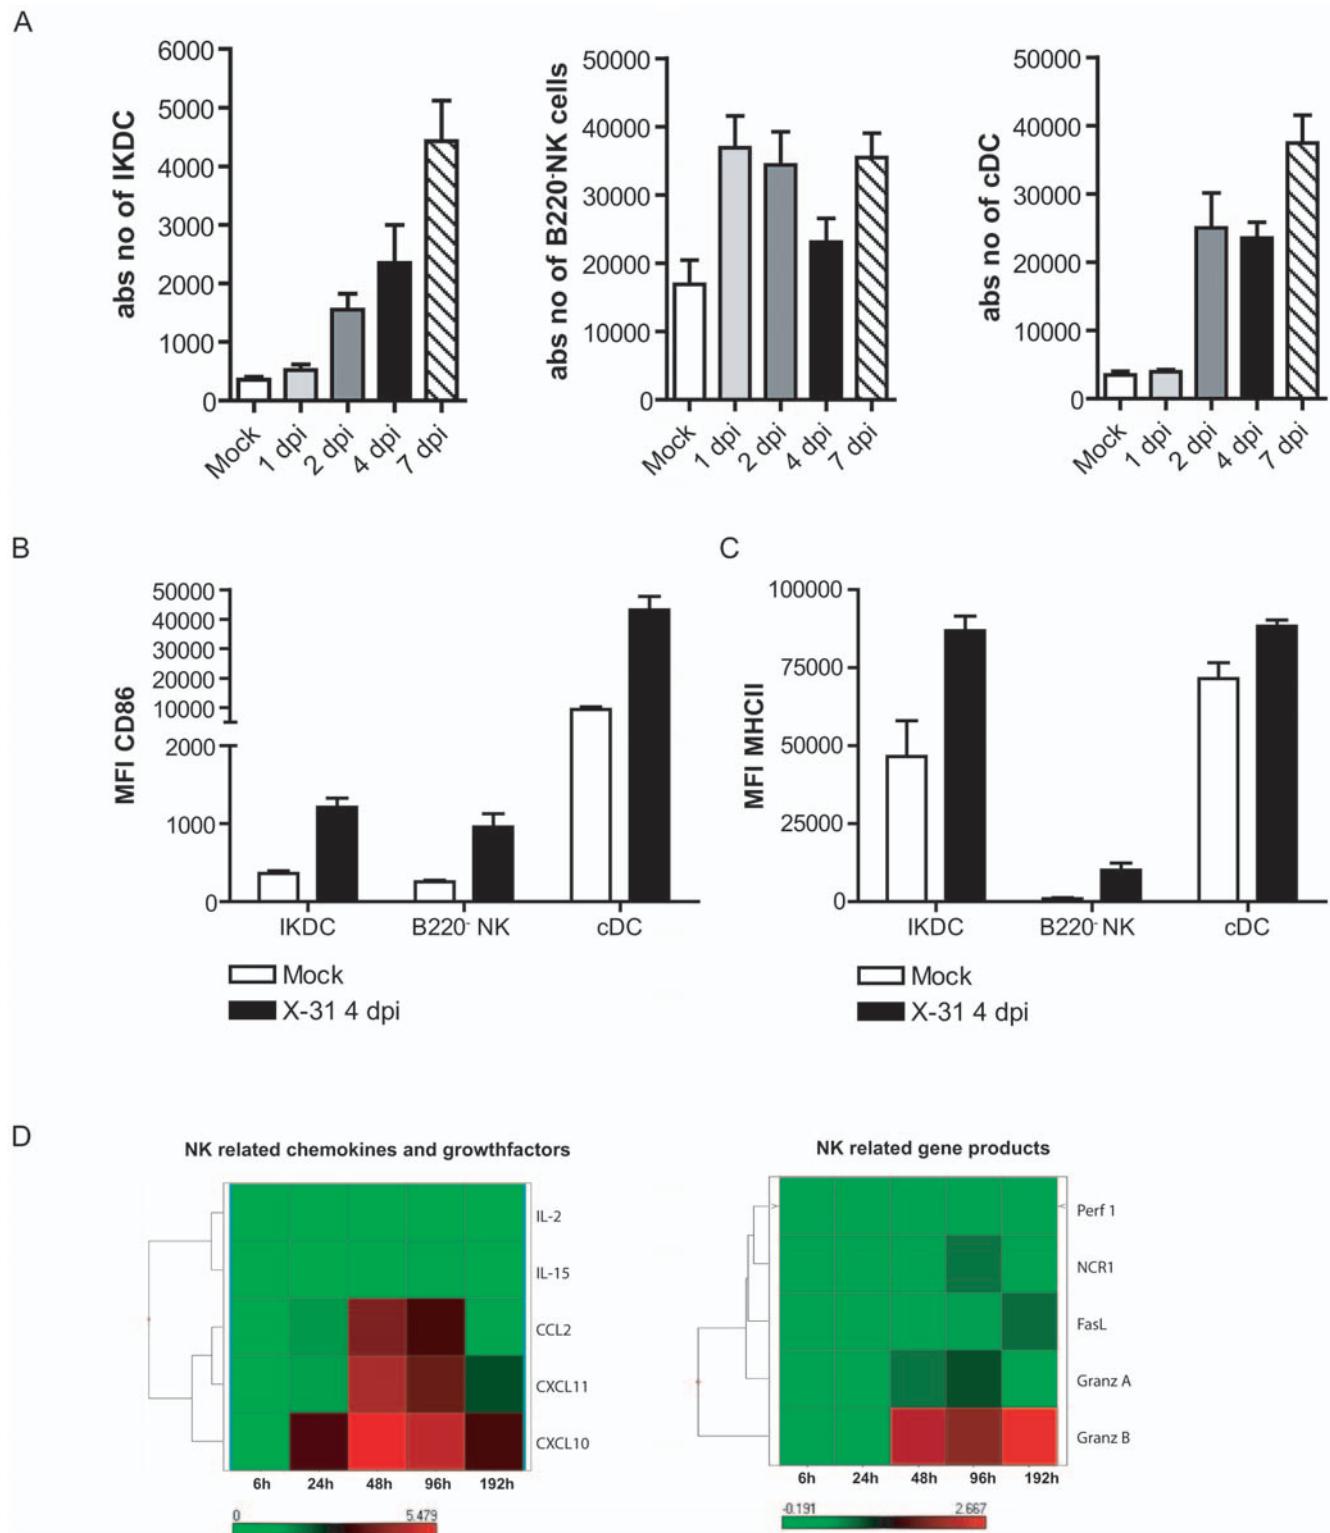 A
abs no of IKDC
6000
5000
4000
3000
2000
1000
0
Mock
1 dpi
2 dpi
4 dpi
7 dpi
abs no of B220-NK cells
50000
40000
30000
20000
10000
0
Mock
1 dpi
2 dpi
4 dpi
7 dpi
abs no of cDC
50000
40000
30000
20000
10000
0
Mock
1 dpi
2 dpi
4 dpi
7 dpi
B
MFI CD86
50000
40000
30000
20000
10000
2000
1000
0
IKDC
B220- NK
cDC
Mock
X-31 4 dpi
C
MFI MHCII
100000
75000
50000
25000
0
IKDC
B220- NK
cDC
Mock
X-31 4 dpi
D
NK related chemokines and growthfactors
IL-2
IL-15
CCL2
CXCL11
CXCL10
6h 24h 48h 96h 192h
0 5.479
NK related gene products
Perf 1
NCR1
FasL
Granz A
Granz B
6h 24h 48h 96h 192h
-0.191 2.667